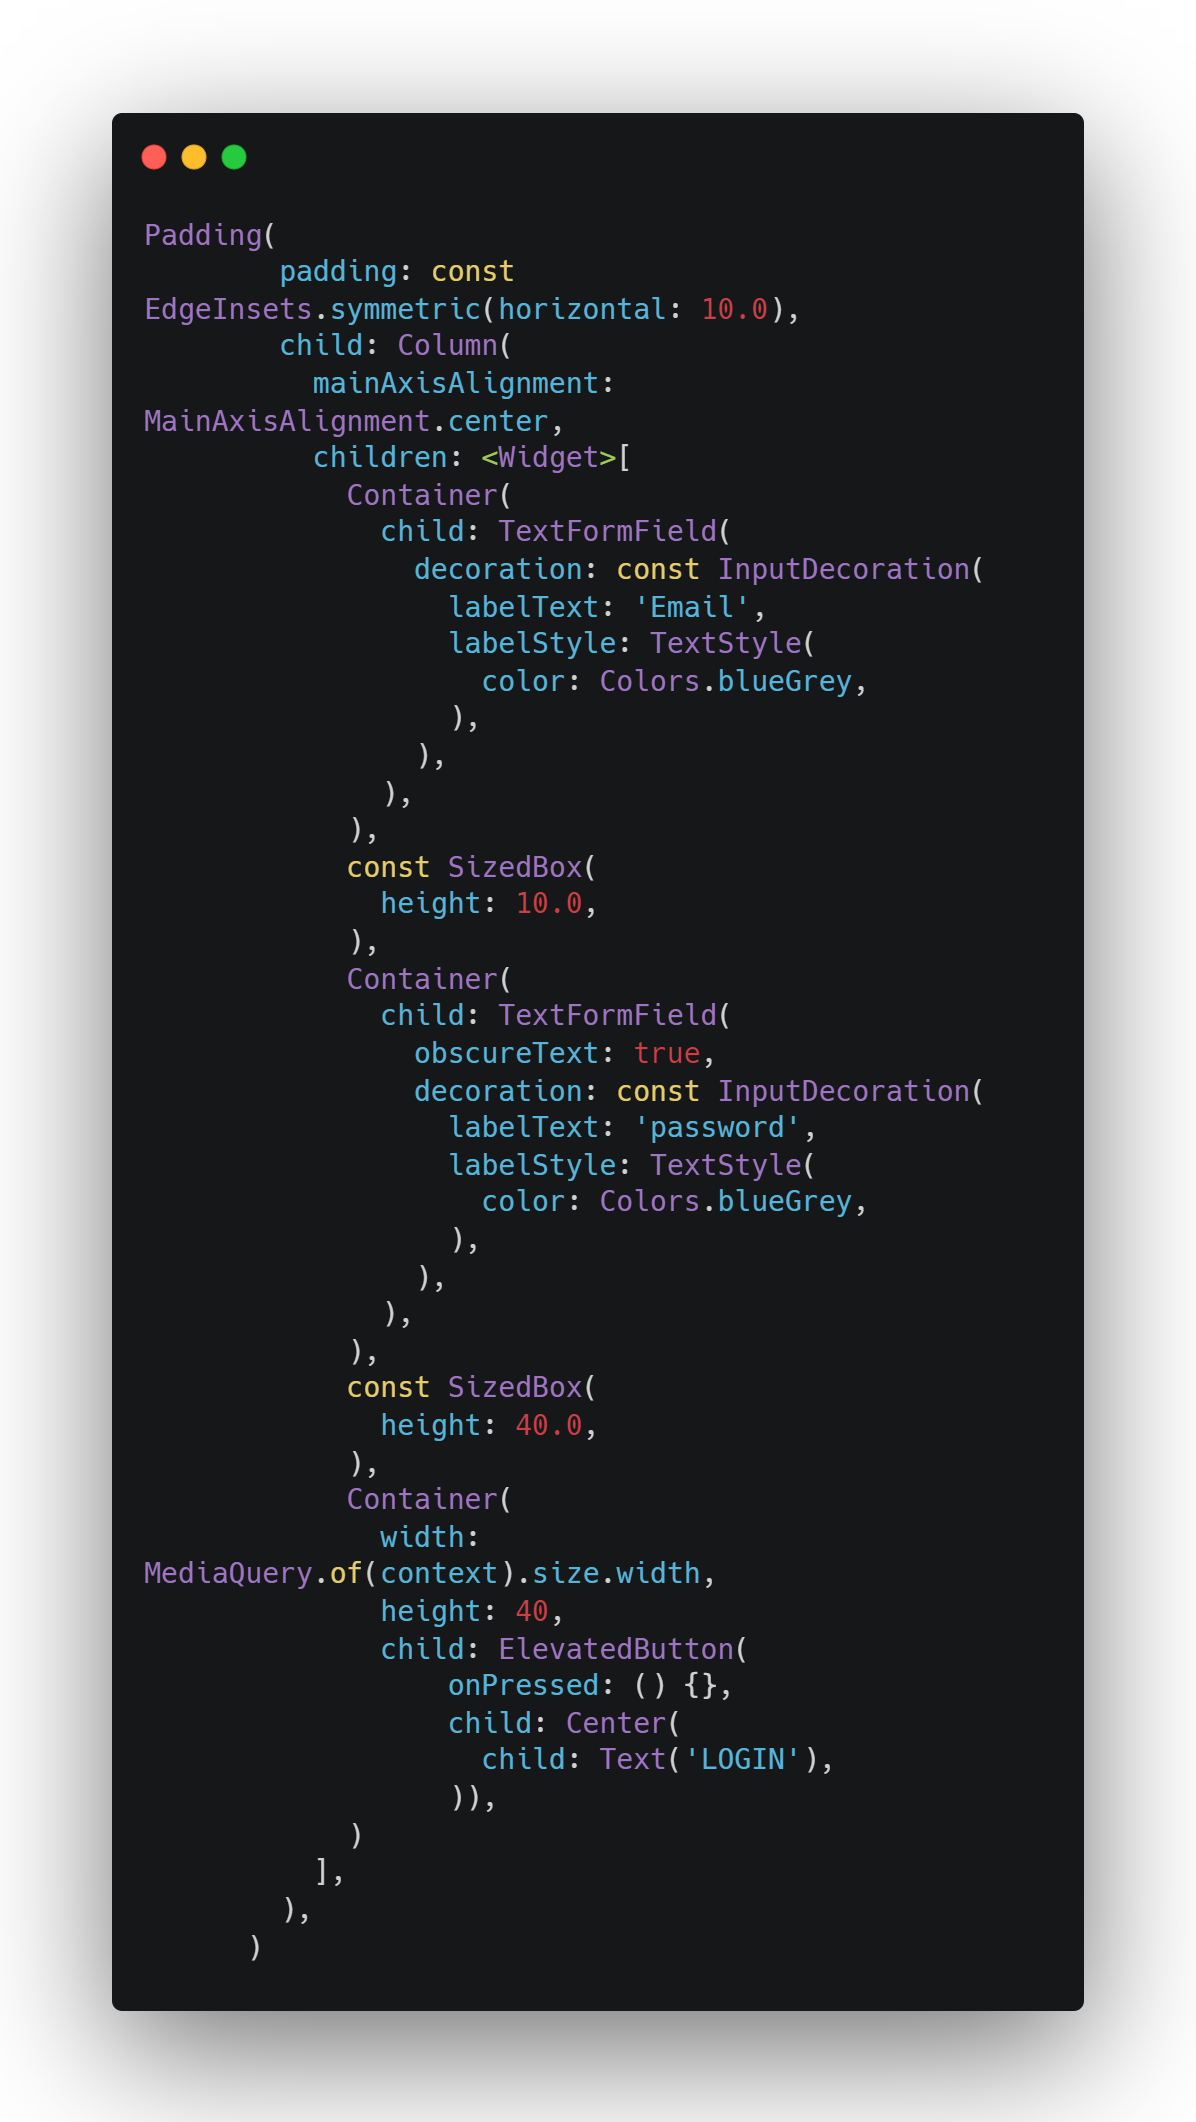 Padding(
        padding: const
EdgeInsets.symmetric(horizontal: 10.0),
        child: Column(
          mainAxisAlignment:
MainAxisAlignment.center,
          children: <Widget>[
            Container(
              child: TextFormField(
                decoration: const InputDecoration(
                  labelText: 'Email',
                  labelStyle: TextStyle(
                    color: Colors.blueGrey,
                  ),
                ),
              ),
            ),
            const SizedBox(
              height: 10.0,
            ),
            Container(
              child: TextFormField(
                obscureText: true,
                decoration: const InputDecoration(
                  labelText: 'password',
                  labelStyle: TextStyle(
                    color: Colors.blueGrey,
                  ),
                ),
              ),
            ),
            const SizedBox(
              height: 40.0,
            ),
            Container(
              width:
MediaQuery.of(context).size.width,
              height: 40,
              child: ElevatedButton(
                  onPressed: () {},
                  child: Center(
                    child: Text('LOGIN'),
                  )),
            )
          ],
        ),
      )